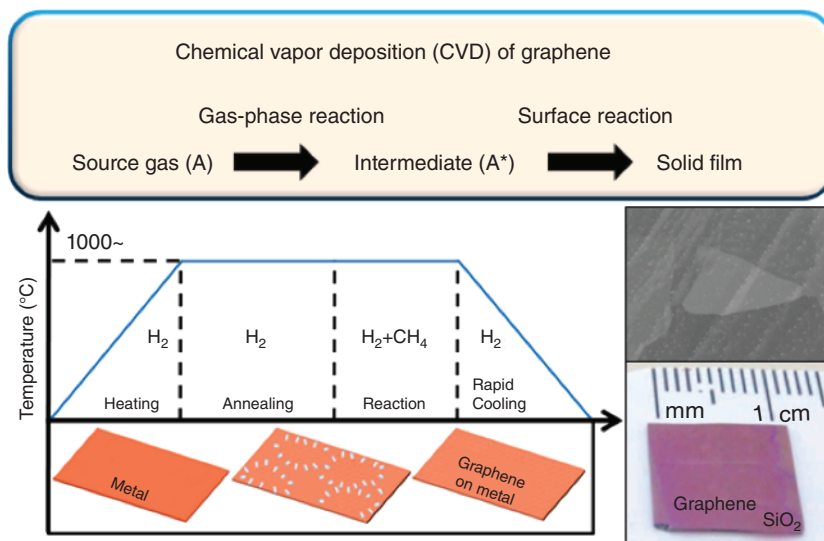 Chemical vapor deposition (CVD) of graphene
Gas-phase reaction
Surface reaction
Source gas (A)
Intermediate (A*)
Solid film
Temperature (°C)
1000~
H₂
H₂
H₂+CH₄
H₂
Heating
Annealing
Reaction
Rapid
Cooling
Metal
Graphene
on metal
mm
1 cm
Graphene
SiO₂